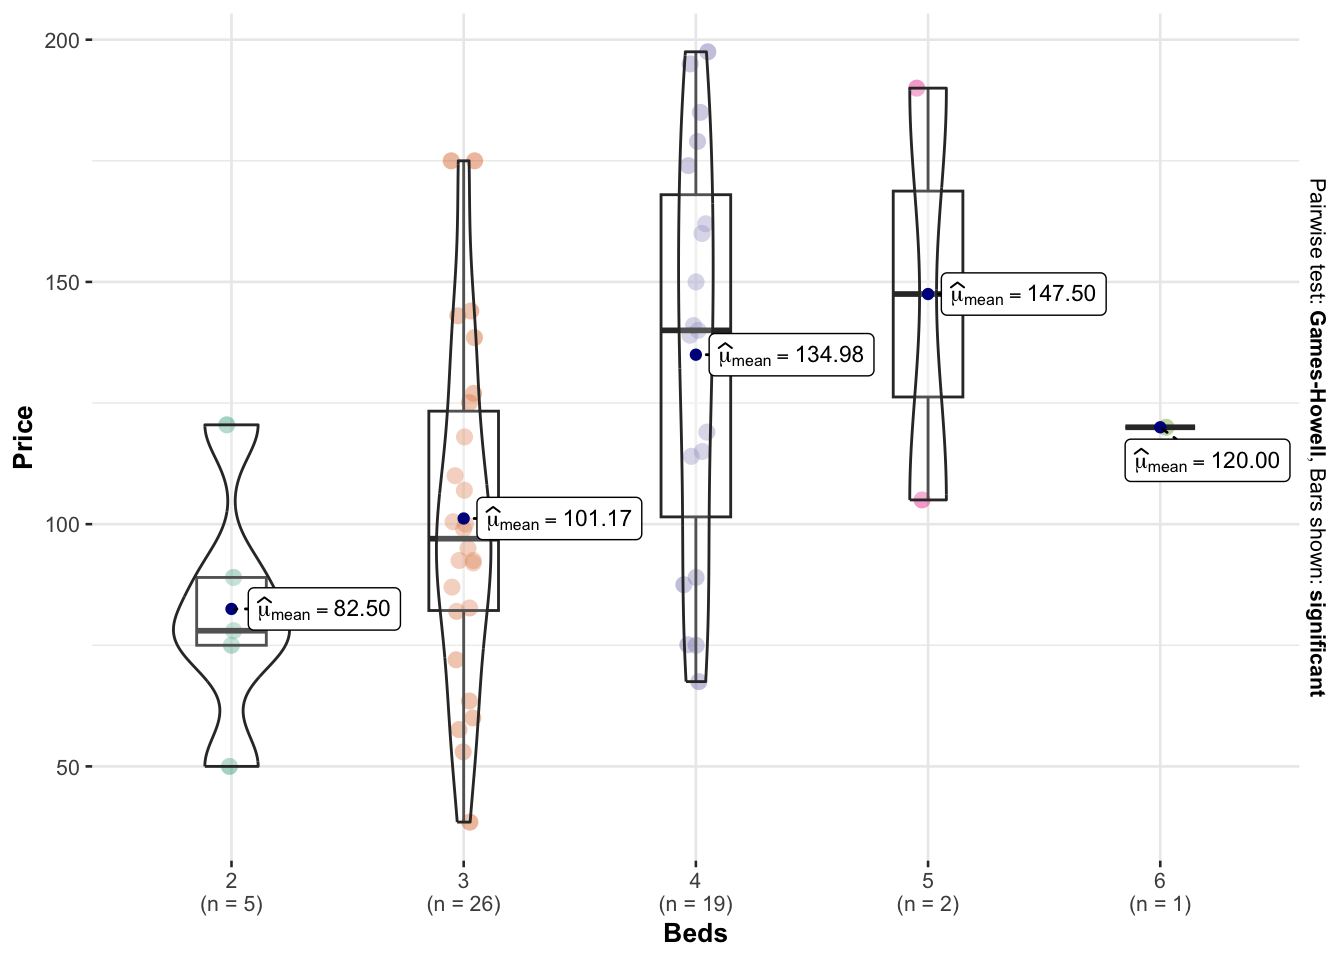 200
150
100
50
Price
μ̂mean = 82.50
μ̂mean = 101.17
μ̂mean = 134.98
μ̂mean = 147.50
μ̂mean = 120.00
2
(n = 5)
3
(n = 26)
4
(n = 19)
5
(n = 2)
6
(n = 1)
Beds
Pairwise test: Games-Howell, Bars shown: significant